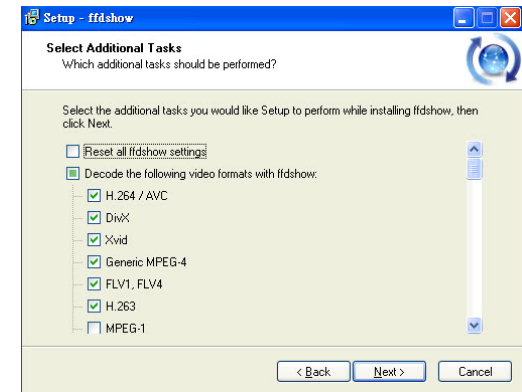 Setup - ffdshow
Select Additional Tasks
Which additional tasks should be performed?
Select the additional tasks you would like Setup to perform while installing ffdshow, then
click Next.
Reset all ffdshow settings
Decode the following video formats with ffdshow:
H.264 / AVC
DivX
Xvid
Generic MPEG-4
FLV1, FLV4
H.263
MPEG-1
< Back
Next >
Cancel